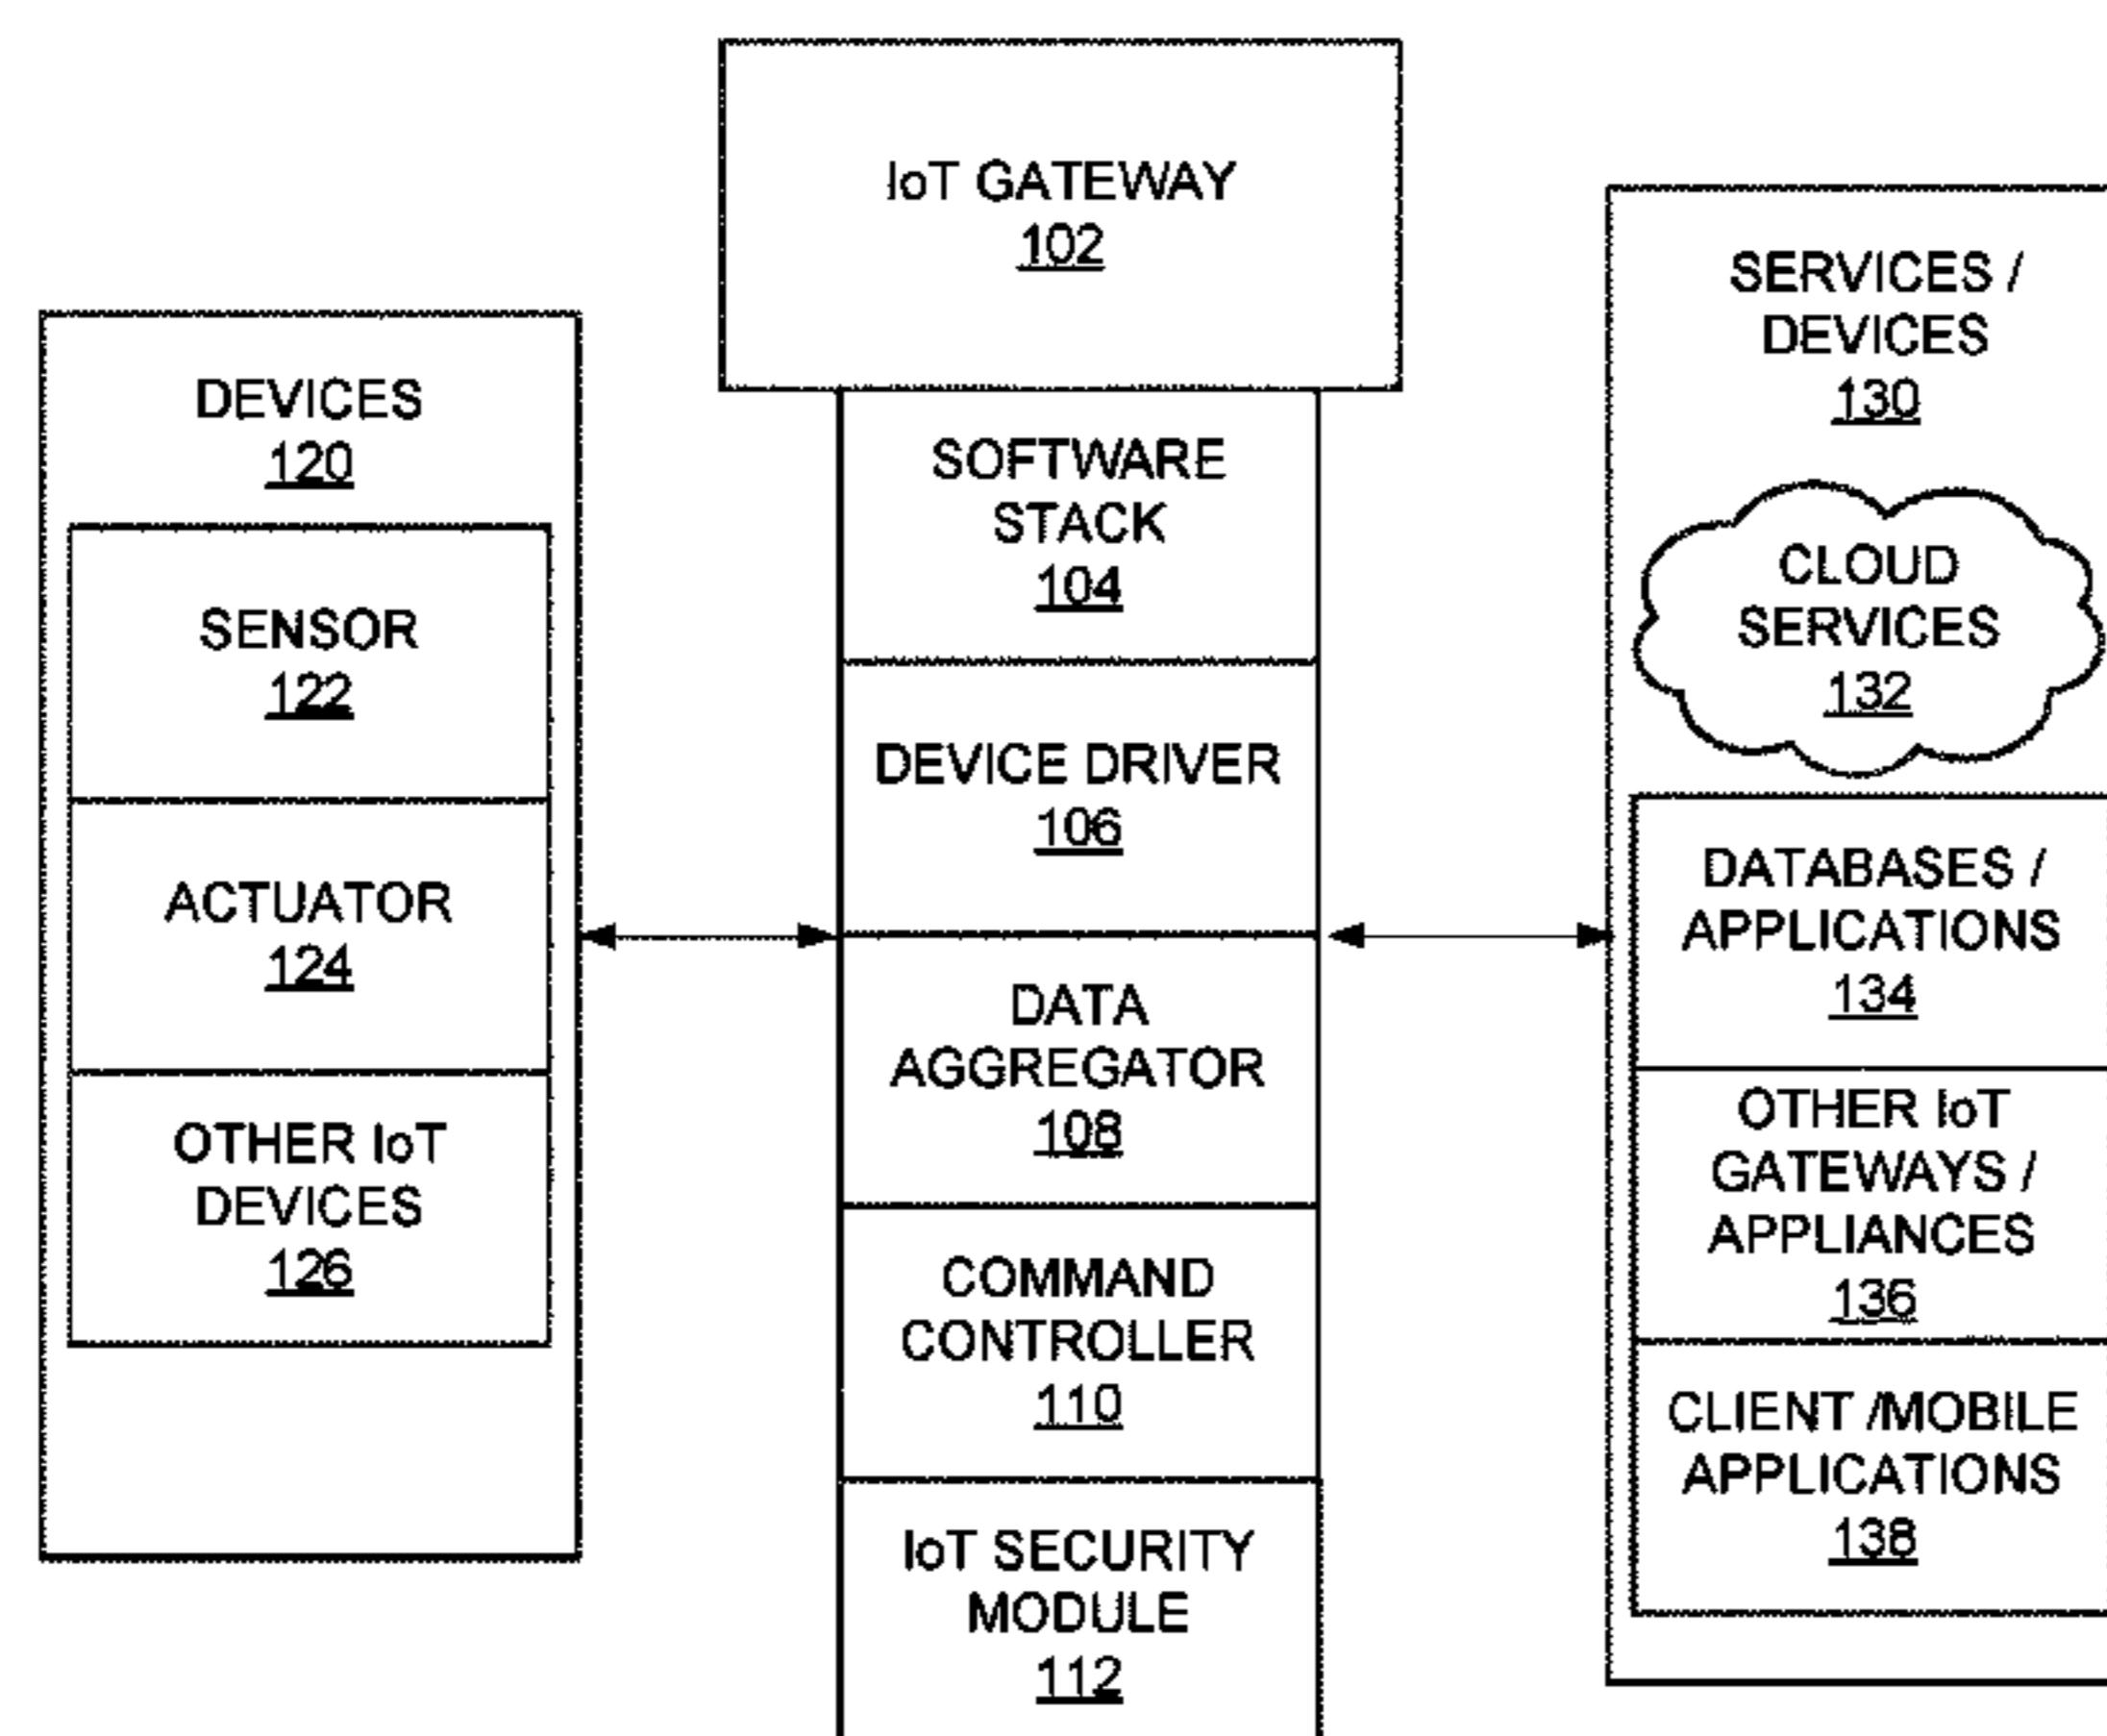 IoT GATEWAY
102
SOFTWARE
STACK
104
DEVICE DRIVER
106
DATA
AGGREGATOR
108
COMMAND
CONTROLLER
110
IoT SECURITY
MODULE
112
DEVICES
120
SENSOR
122
ACTUATOR
124
OTHER IoT
DEVICES
126
SERVICES /
DEVICES
130
CLOUD
SERVICES
132
DATABASES /
APPLICATIONS
134
OTHER IoT
GATEWAYS /
APPLIANCES
136
CLIENT /MOBILE
APPLICATIONS
138